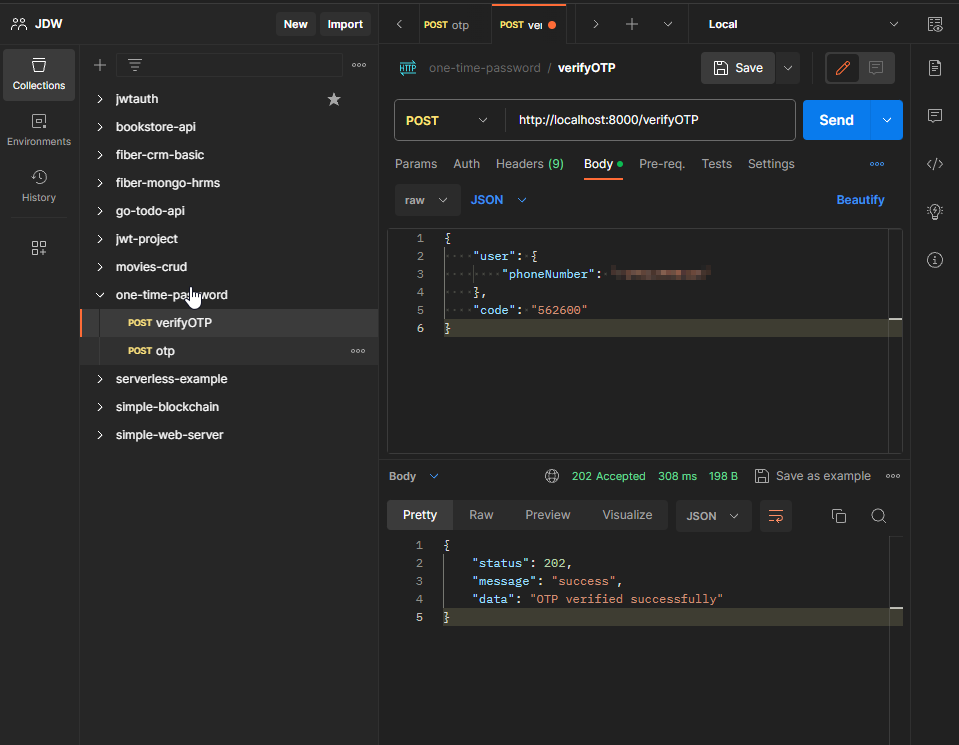 JDW
New Import
POST otp
POST ver
Local
Collections
Environments
History
jwtauth
bookstore-api
fiber-crm-basic
fiber-mongo-hrms
go-todo-api
jwt-project
movies-crud
one-time-password
POST verifyOTP
POST otp
serverless-example
simple-blockchain
simple-web-server
HTTP one-time-password / verifyOTP
Save
POST http://localhost:8000/verifyOTP
Send
Params Auth Headers (9) Body Pre-req. Tests Settings
raw JSON Beautify
1 {
2 "user": {
3 "phoneNumber":
4 },
5 "code": "562600"
6 }
Body 202 Accepted 308 ms 198 B Save as example
Pretty Raw Preview Visualize JSON
1 {
2 "status": 202,
3 "message": "success",
4 "data": "OTP verified successfully"
5 }